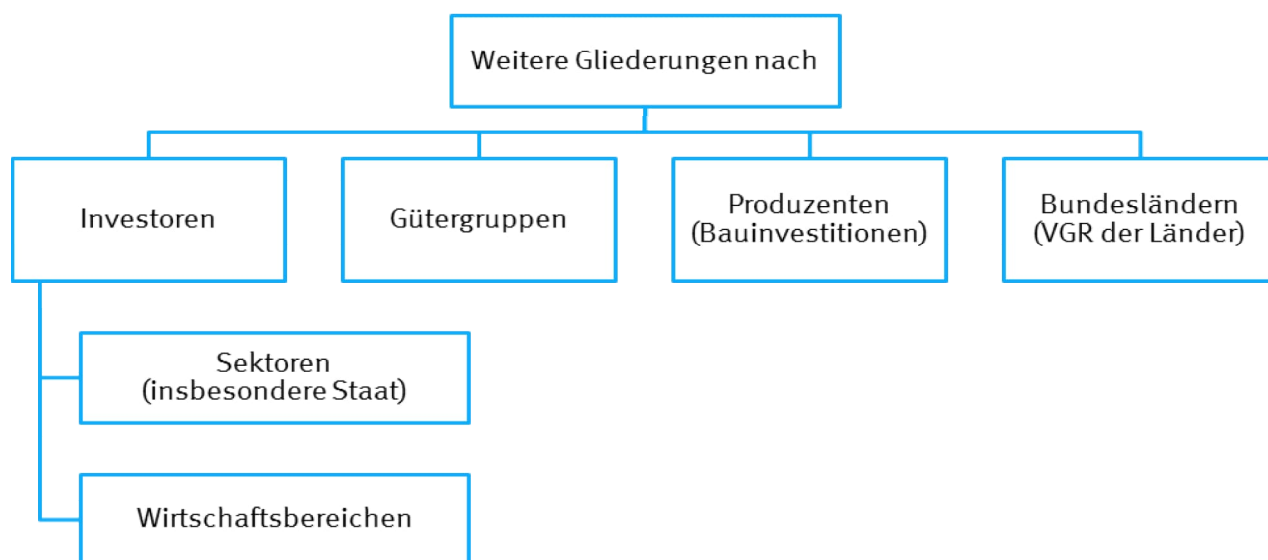 Weitere Gliederungen nach
Investoren
Gütergruppen
Produzenten
(Bauinvestitionen)
Bundesländern
(VGR der Länder)
Sektoren
(insbesondere Staat)
Wirtschaftsbereichen